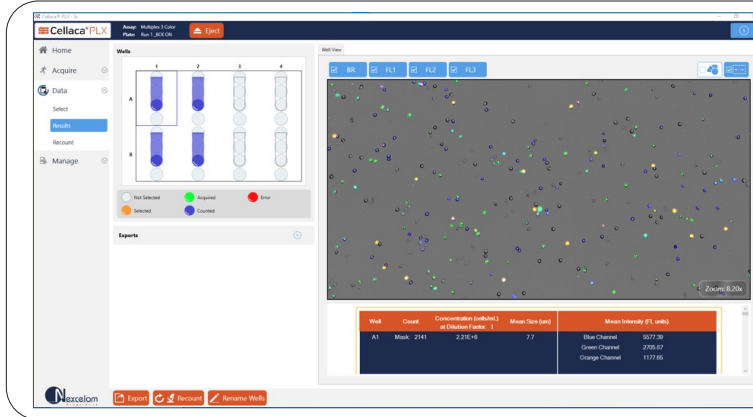 Cellaca® PLX
Cellaca® PLX
Assay: Multiplex 3 Color
Plate: Run 1_BCK ON
Eject
Home
Acquire
Data
Select
Results
Recount
Manage
Wells
1 2 3 4
A
B
Not Selected Acquired Error
Selected Counted
Exports
Well View
BR FL1 FL2 FL3
Zoom: 8.20x
Well Count Concentration (cells/mL) at Dilution Factor: 1 Mean Size (um) Mean Intensity (FL units)
A1 Mask: 2141 2.21E+6 7.7 Blue Channel 5577.39
Green Channel 2705.87
Orange Channel 1177.65
Nexcelom
Export Recount Rename Wells